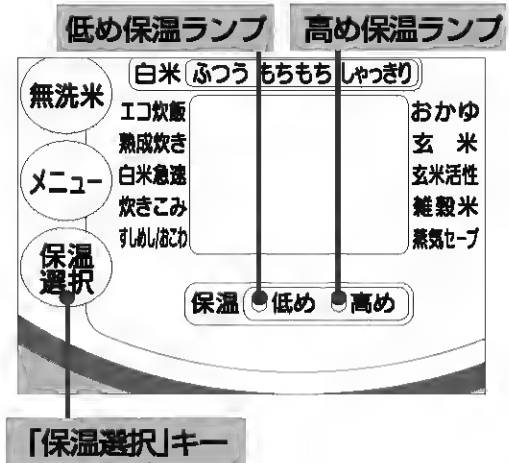 低め保温ランプ
高め保温ランプ
無洗米
メニュー
保温
選択
白米 ふつう もちもち しゃっきり
エコ炊飯
熟成炊き
白米急速
炊きこみ
すしめし/おこわ
おかゆ
玄米
玄米活性
雑穀米
蒸気セーブ
保温 低め 高め
「保温選択」キー